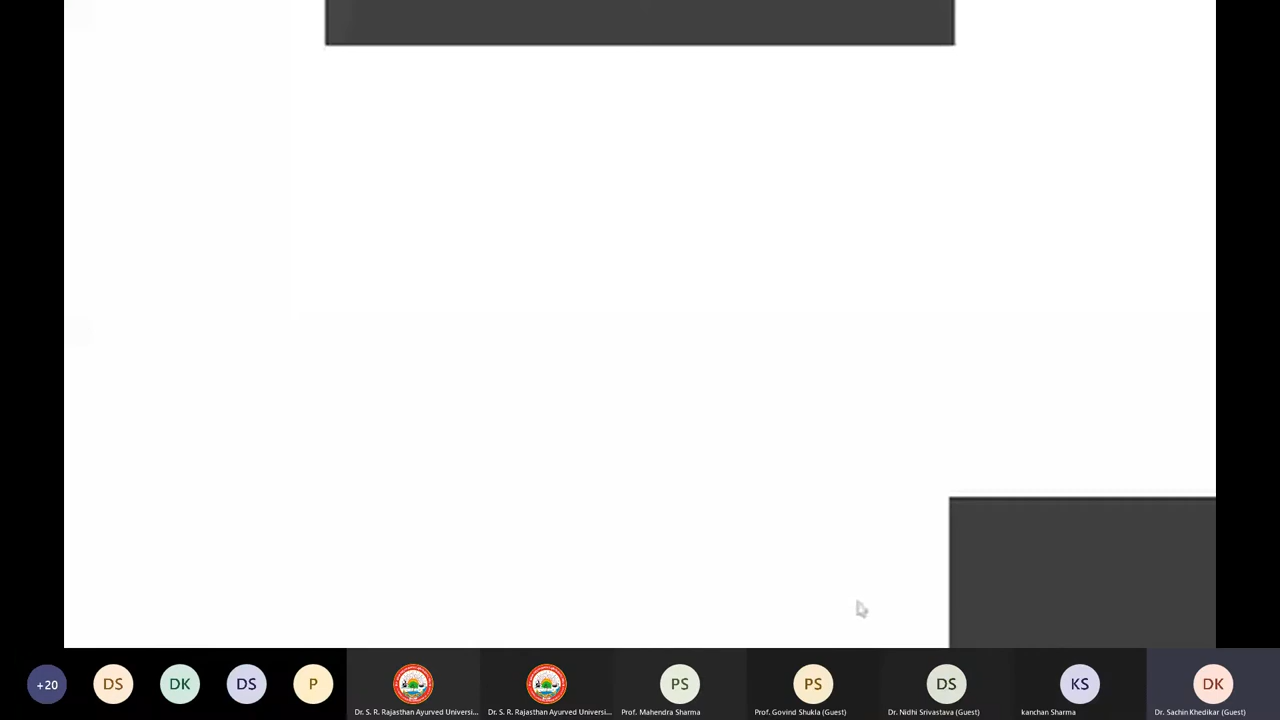 +20
DS
DK
DS
P
PS
PS
DS
KS
DK
Dr. S. R. Rajasthan Ayurved Universi...
Dr. S. R. Rajasthan Ayurved Universi...
Prof. Mahendra Sharma
Prof. Govind Shukla (Guest)
Dr. Nidhi Srivastava (Guest)
kanchan Sharma
Dr. Sachin Khedikar (Guest)